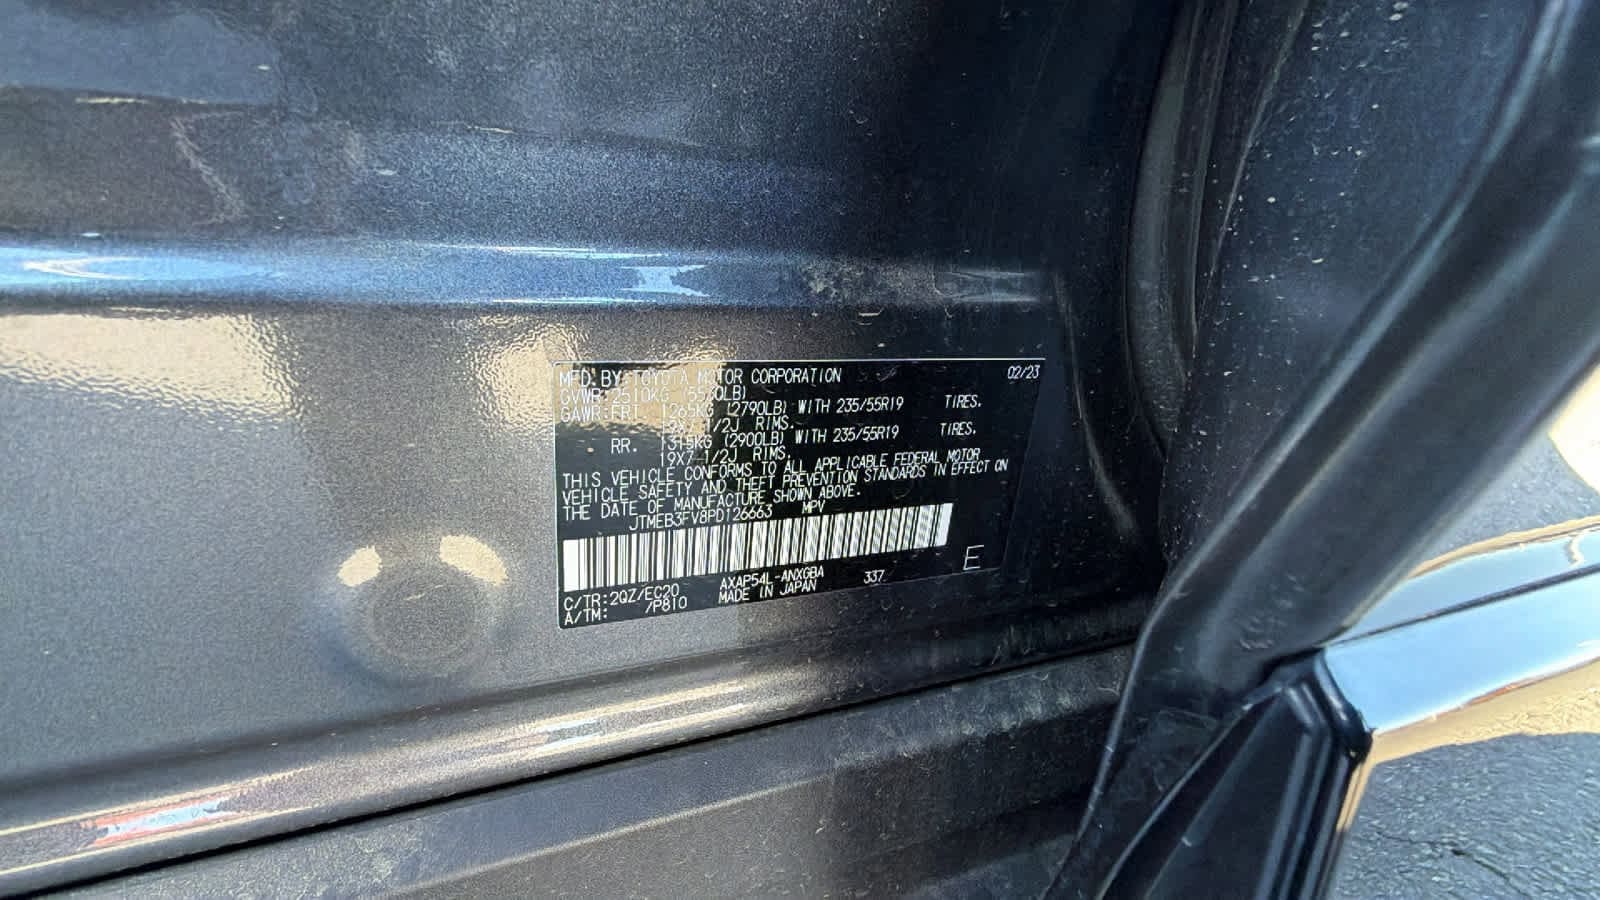 MFD. BY: TOYOTA MOTOR CORPORATION 02/23
GVWR: 2510KG (5530LB)
GAWR: FRT. 1265KG (2790LB) WITH 235/55R19 TIRES.
19X7 1/2J RIMS.
RR. 1315KG (2900LB) WITH 235/55R19 TIRES.
19X7 1/2J RIMS.
THIS VEHICLE CONFORMS TO ALL APPLICABLE FEDERAL MOTOR
VEHICLE SAFETY AND THEFT PREVENTION STANDARDS IN EFFECT ON
THE DATE OF MANUFACTURE SHOWN ABOVE.
JTMEB3FV8PD126663 MPV
C/TR: 2QZ/EC20 AXAP54L-ANXGBA 337 E
A/TM: /P810 MADE IN JAPAN